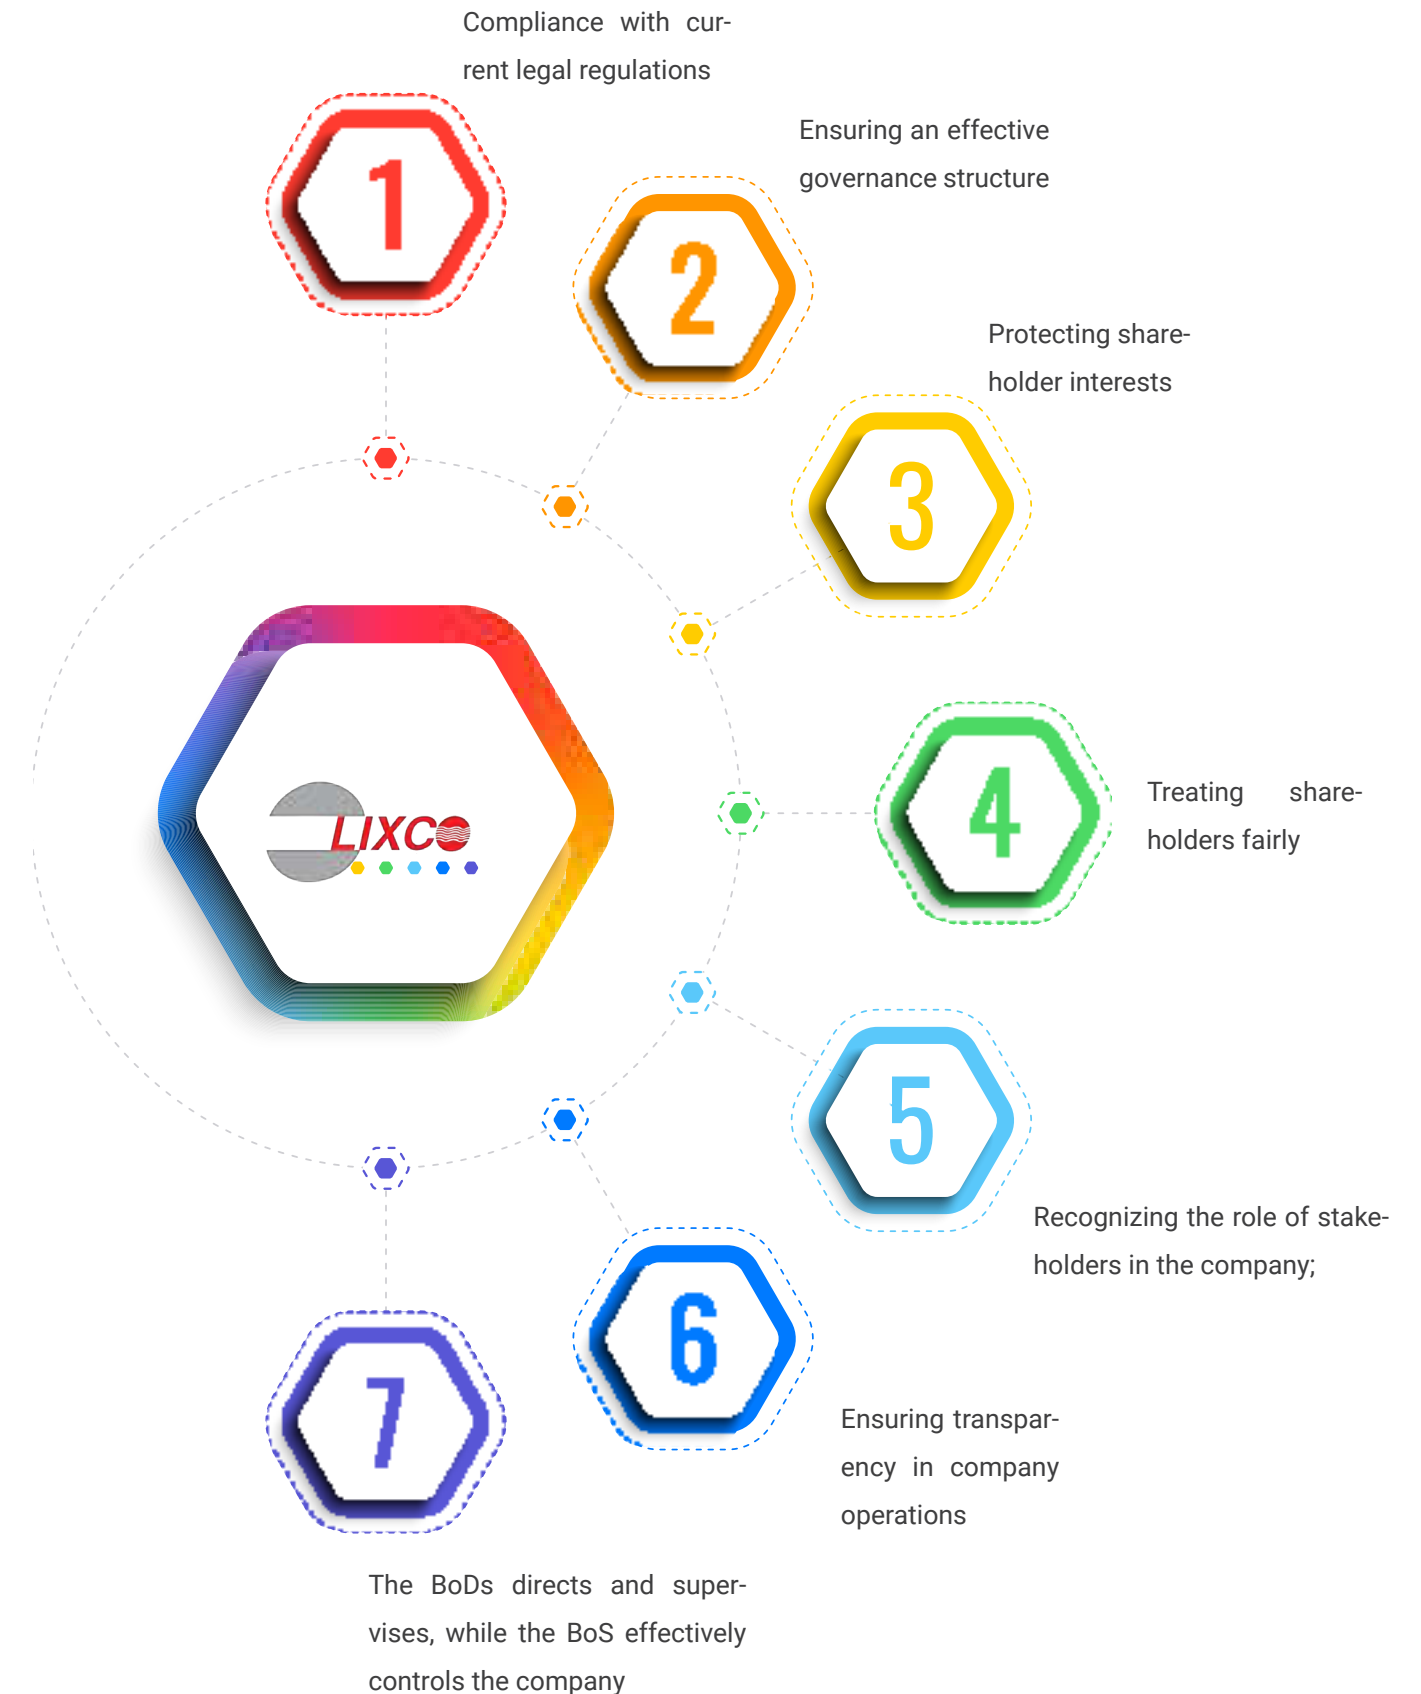 Compliance with cur-
rent legal regulations
1
Ensuring an effective
governance structure
2
Protecting share-
holder interests
3
LIXCO
4
Treating share-
holders fairly
5
Recognizing the role of stake-
holders in the company;
6
Ensuring transpar-
ency in company
operations
7
The BoDs directs and super-
vises, while the BoS effectively
controls the company